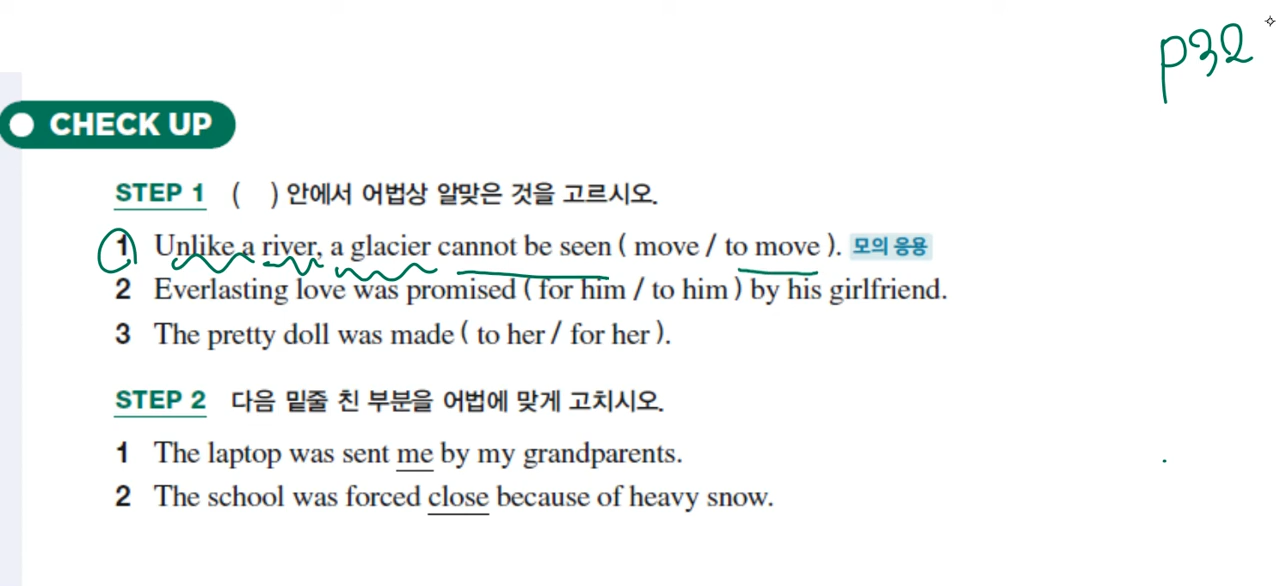 p32
CHECK UP
STEP 1 ( ) 안에서 어법상 알맞은 것을 고르시오.
1 Unlike a river, a glacier cannot be seen ( move / to move ). 모의 응용
2 Everlasting love was promised ( for him / to him ) by his girlfriend.
3 The pretty doll was made ( to her / for her ).
STEP 2 다음 밑줄 친 부분을 어법에 맞게 고치시오.
1 The laptop was sent me by my grandparents.
2 The school was forced close because of heavy snow.